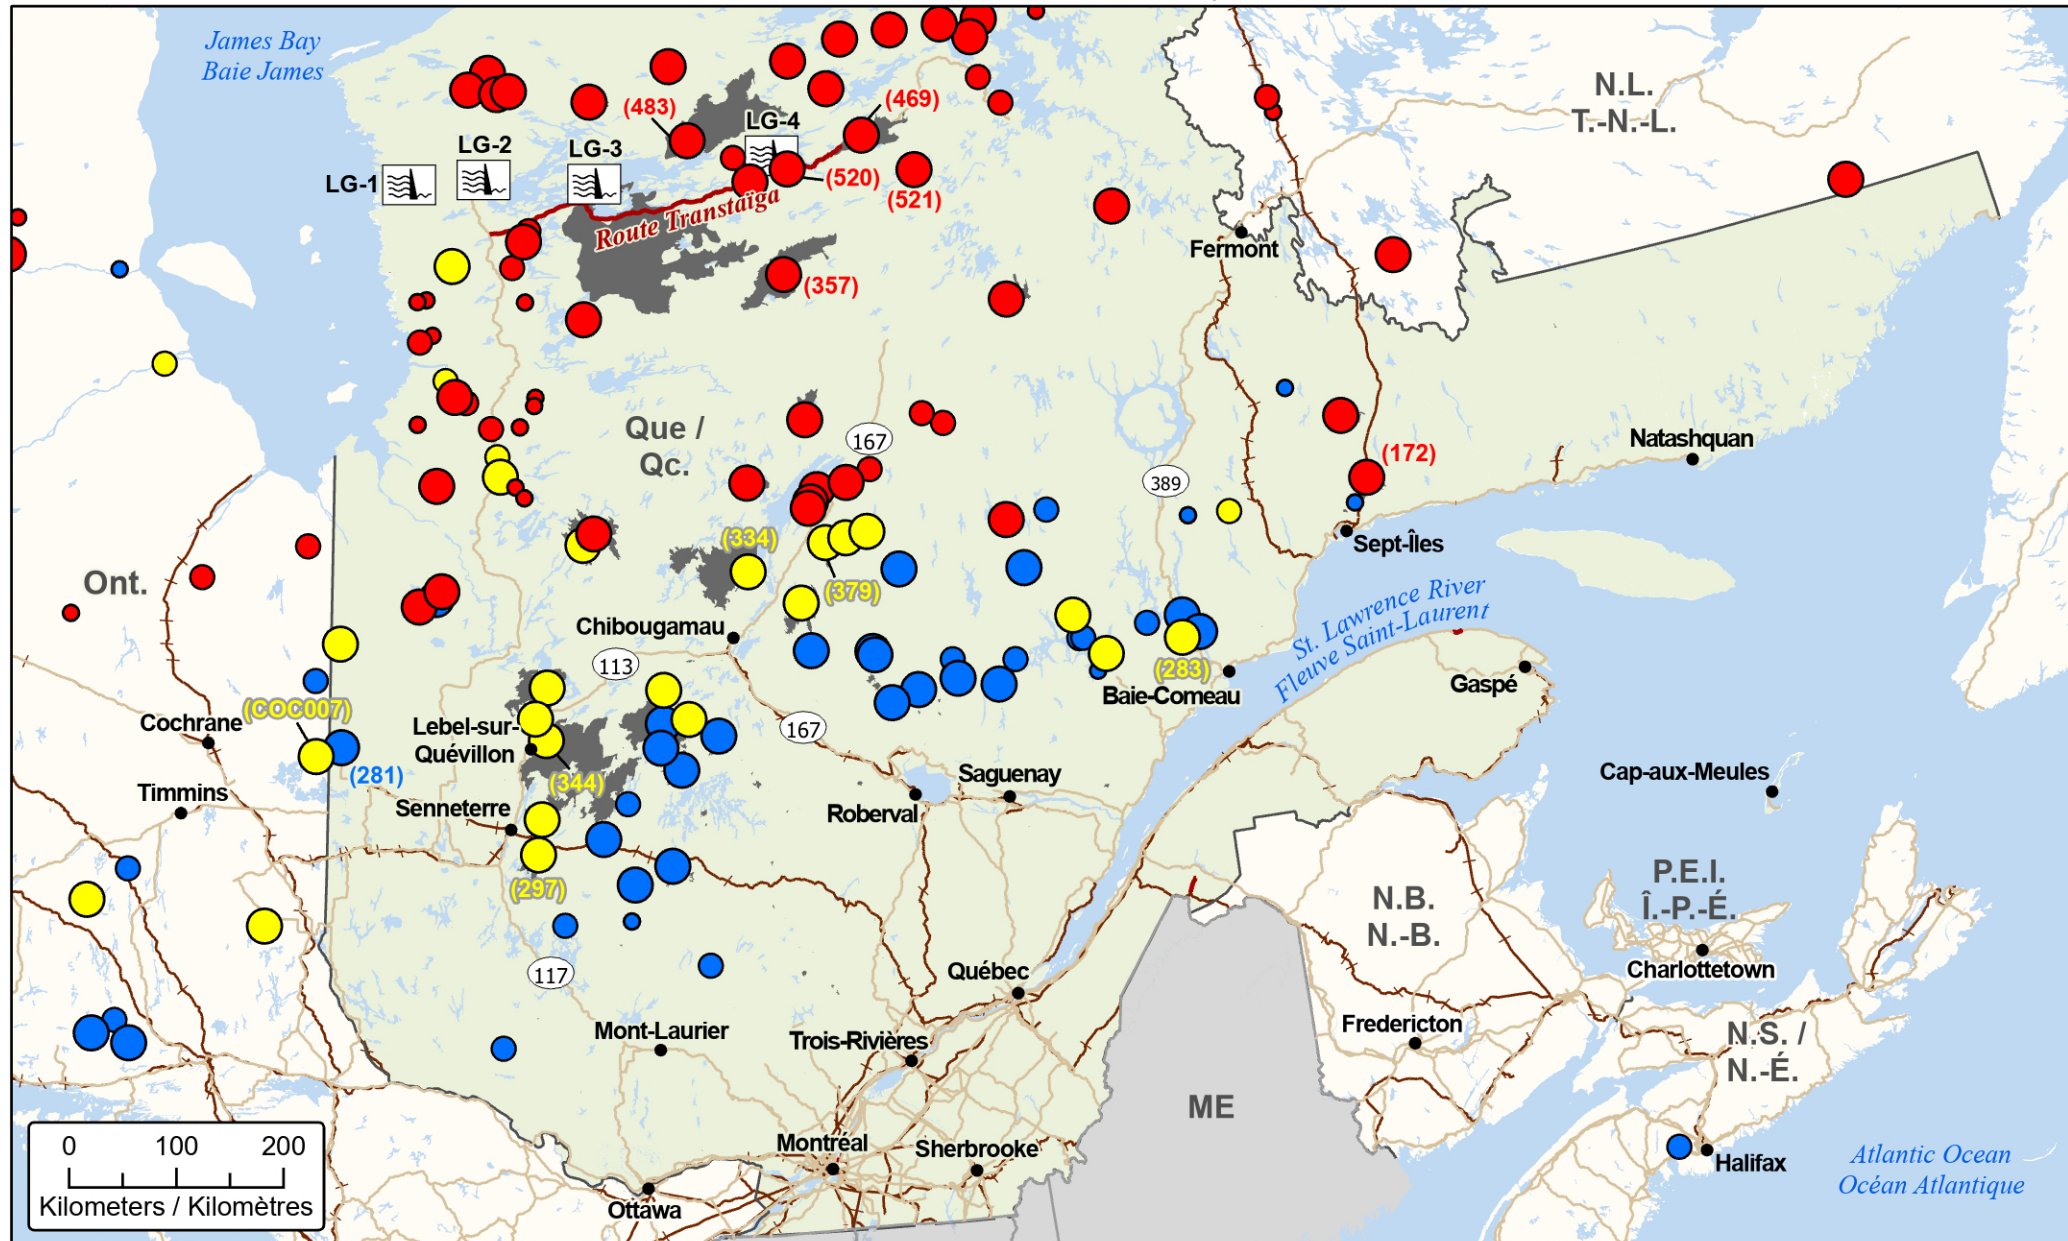 James Bay
Baie James
N.L.
T.-N.-L.
(483)
(469)
LG-4
LG-2
LG-3
LG-1
(520)
(521)
Route Transtaïga
Fermont
(357)
Que /
Qc.
167
Natashquan
(172)
389
(334)
Sept-Îles
Ont.
(379)
St. Lawrence River
Fleuve Saint-Laurent
Chibougamau
113
(283)
Baie-Comeau
Gaspé
(COC007)
Cochrane
Lebel-sur-
Quévillon
167
(281)
(344)
Saguenay
Cap-aux-Meules
Timmins
Senneterre
Roberval
(297)
P.E.I.
Î.-P.-É.
N.B.
N.-B.
117
Québec
Charlottetown
Mont-Laurier
Trois-Rivières
Fredericton
N.S. /
N.-É.
ME
0 100 200
Kilometers / Kilomètres
Montréal
Sherbrooke
Halifax
Atlantic Ocean
Océan Atlantique
Ottawa